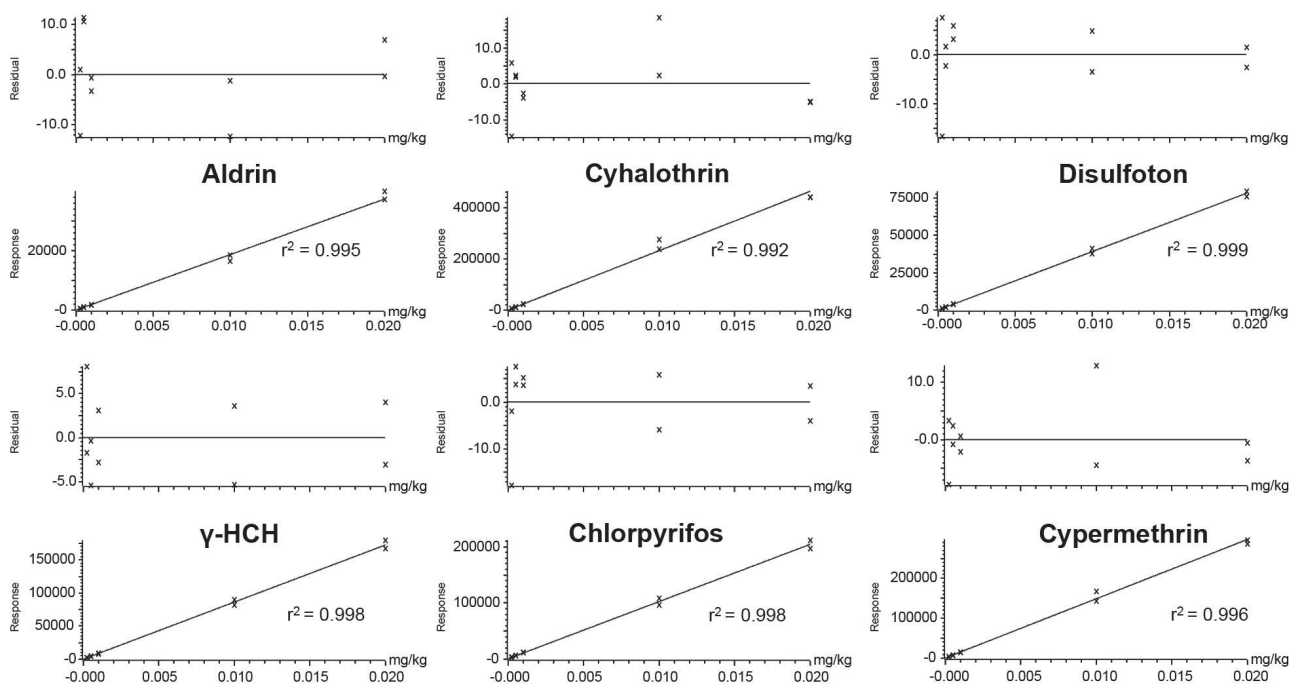 10.0
0.0
-10.0
Residual
mg/kg
10.0
0.0
-10.0
Residual
mg/kg
0.0
-10.0
Residual
mg/kg
Aldrin
20000
-0
Response
r² = 0.995
-0.000 0.005 0.010 0.015 0.020
mg/kg
Cyhalothrin
400000
200000
-0
Response
r² = 0.992
-0.000 0.005 0.010 0.015 0.020
mg/kg
Disulfoton
75000
50000
25000
-0
Response
r² = 0.999
-0.000 0.005 0.010 0.015 0.020
mg/kg
5.0
0.0
-5.0
Residual
mg/kg
0.0
-10.0
Residual
mg/kg
10.0
-0.0
Residual
mg/kg
γ-HCH
150000
100000
50000
-0
Response
r² = 0.998
-0.000 0.005 0.010 0.015 0.020
mg/kg
Chlorpyrifos
200000
100000
-0
Response
r² = 0.998
-0.000 0.005 0.010 0.015 0.020
mg/kg
Cypermethrin
200000
100000
-0
Response
r² = 0.996
-0.000 0.005 0.010 0.015 0.020
mg/kg